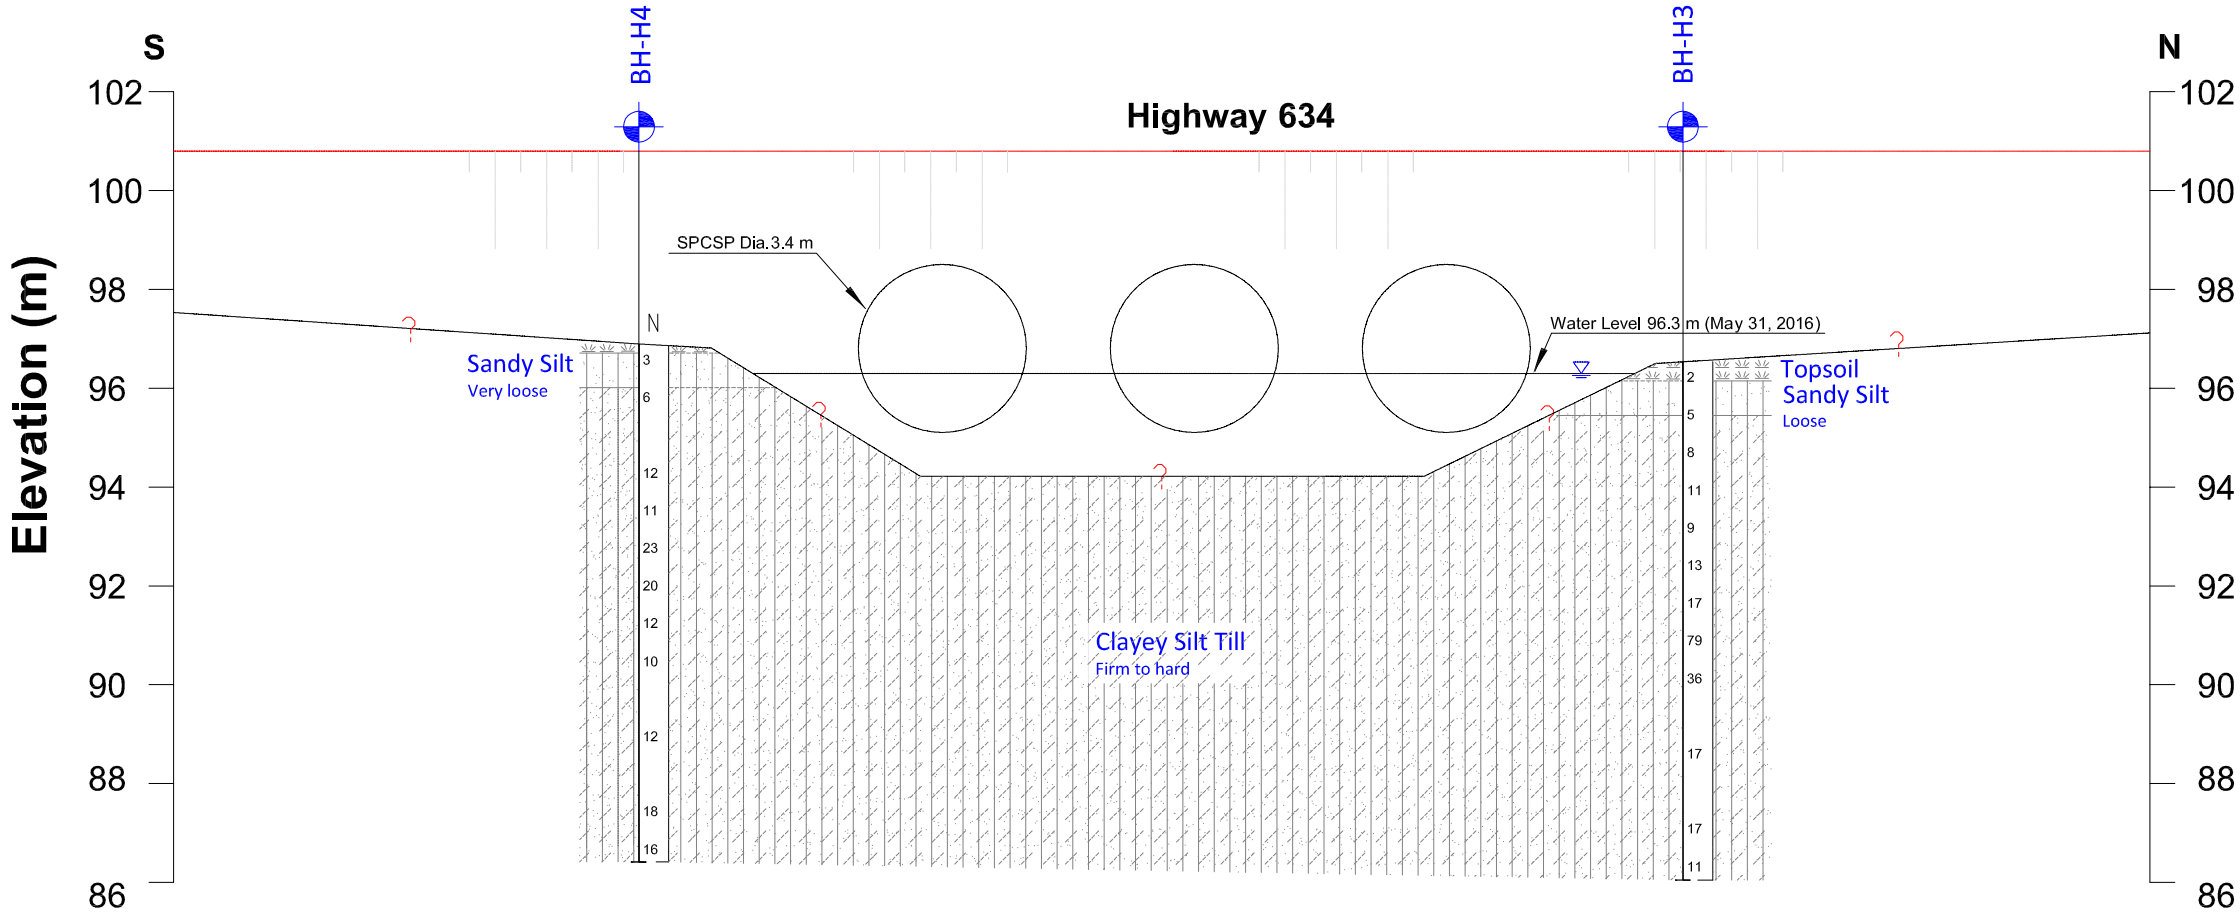 S
BH-H4
BH-H3
N
Highway 634
Elevation (m)
102
100
98
96
94
92
90
88
86
102
100
98
96
94
92
90
88
86
SPCSP Dia.3.4 m
Water Level 96.3 m (May 31, 2016)
Sandy Silt
Very loose
N
3
6
12
11
23
20
12
10
12
18
16
Clayey Silt Till
Firm to hard
2
5
8
11
9
13
17
79
36
17
17
11
Topsoil
Sandy Silt
Loose
?
?
?
?
?